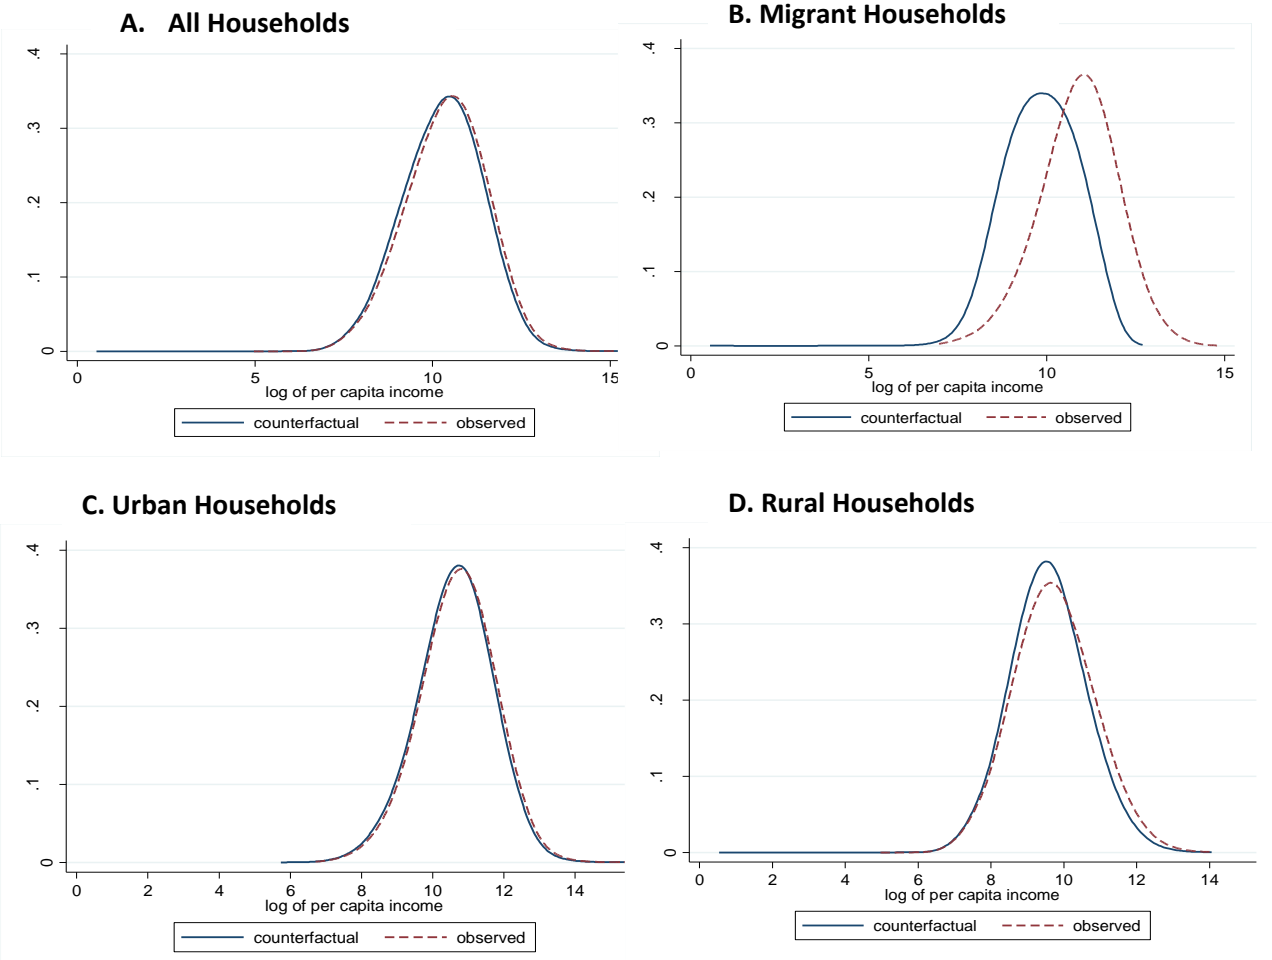 A. All Households
.4
.3
.2
.1
0
0 5 10 15
log of per capita income
counterfactual observed
B. Migrant Households
.4
.3
.2
.1
0
0 5 10 15
log of per capita income
counterfactual observed
C. Urban Households
.4
.3
.2
.1
0
0 2 4 6 8 10 12 14
log of per capita income
counterfactual observed
D. Rural Households
.4
.3
.2
.1
0
0 2 4 6 8 10 12 14
log of per capita income
counterfactual observed